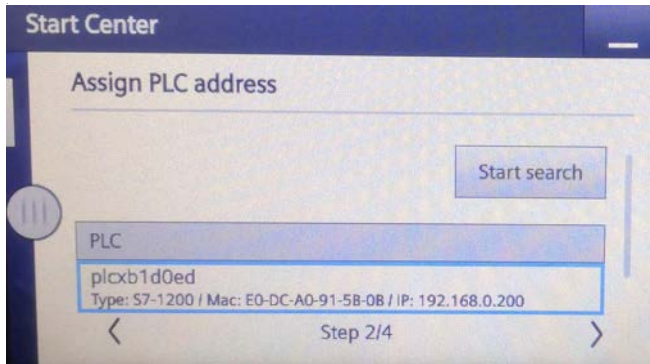 Start Center
Assign PLC address
Start search
PLC
plcxb1d0ed
Type: S7-1200 / Mac: E0-DC-A0-91-5B-0B / IP: 192.168.0.200
Step 2/4